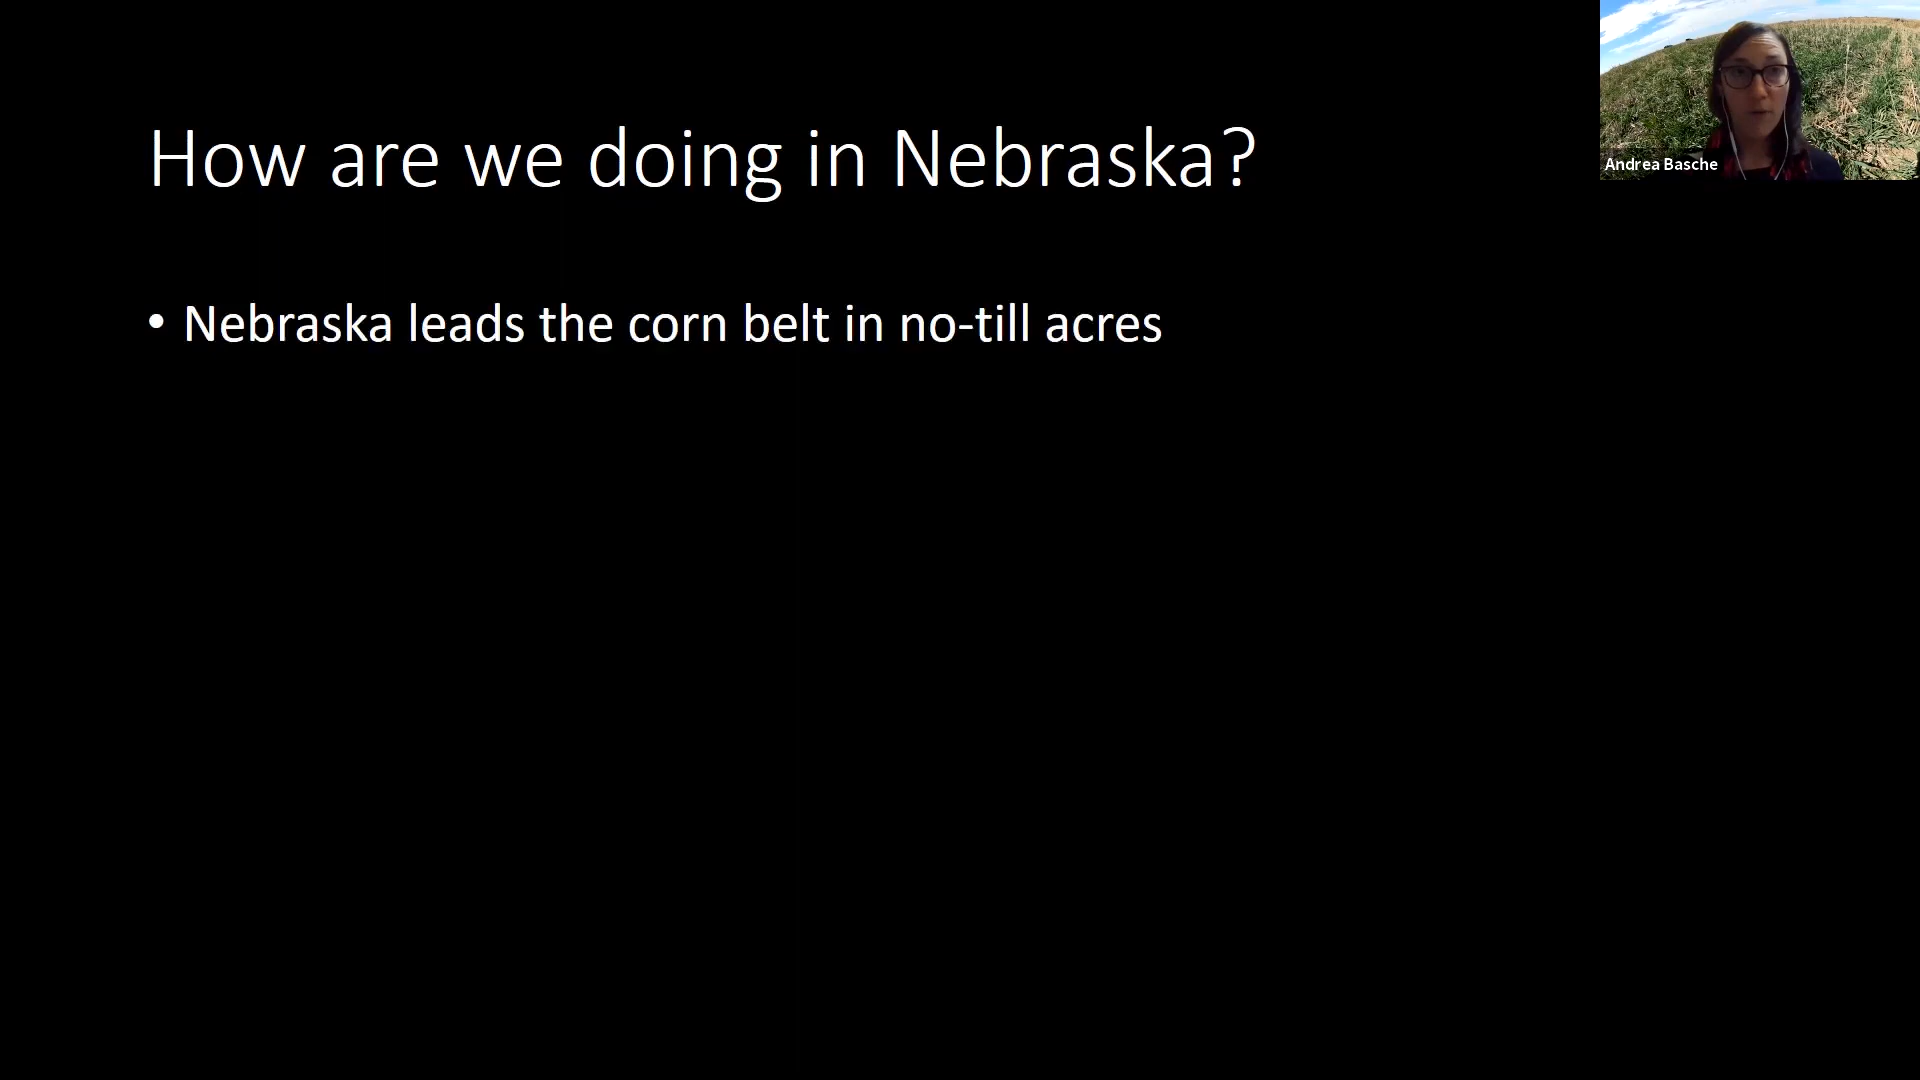 How are we doing in Nebraska?
• Nebraska leads the corn belt in no-till acres
Andrea Basche